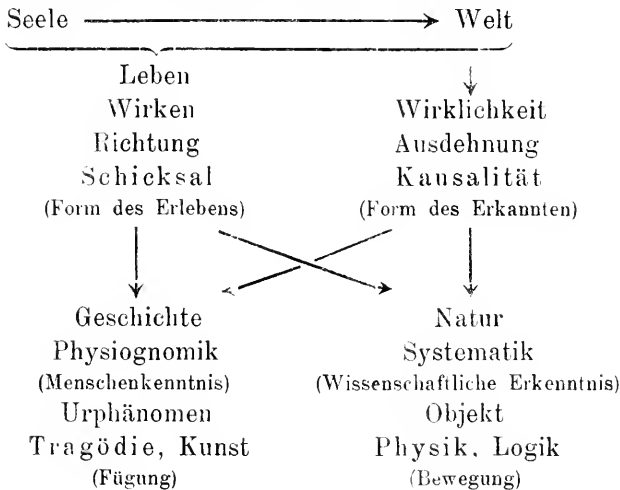 Seele Welt
Leben
Wirken Wirklichkeit
Richtung Ausdehnung
Schicksal Kausalität
(Form des Erlebens) (Form des Erkannten)
Geschichte Natur
Physiognomik Systematik
(Menschenkenntnis) (Wissenschaftliche Erkenntnis)
Urphänomen Objekt
Tragödie, Kunst Physik, Logik
(Fügung) (Bewegung)